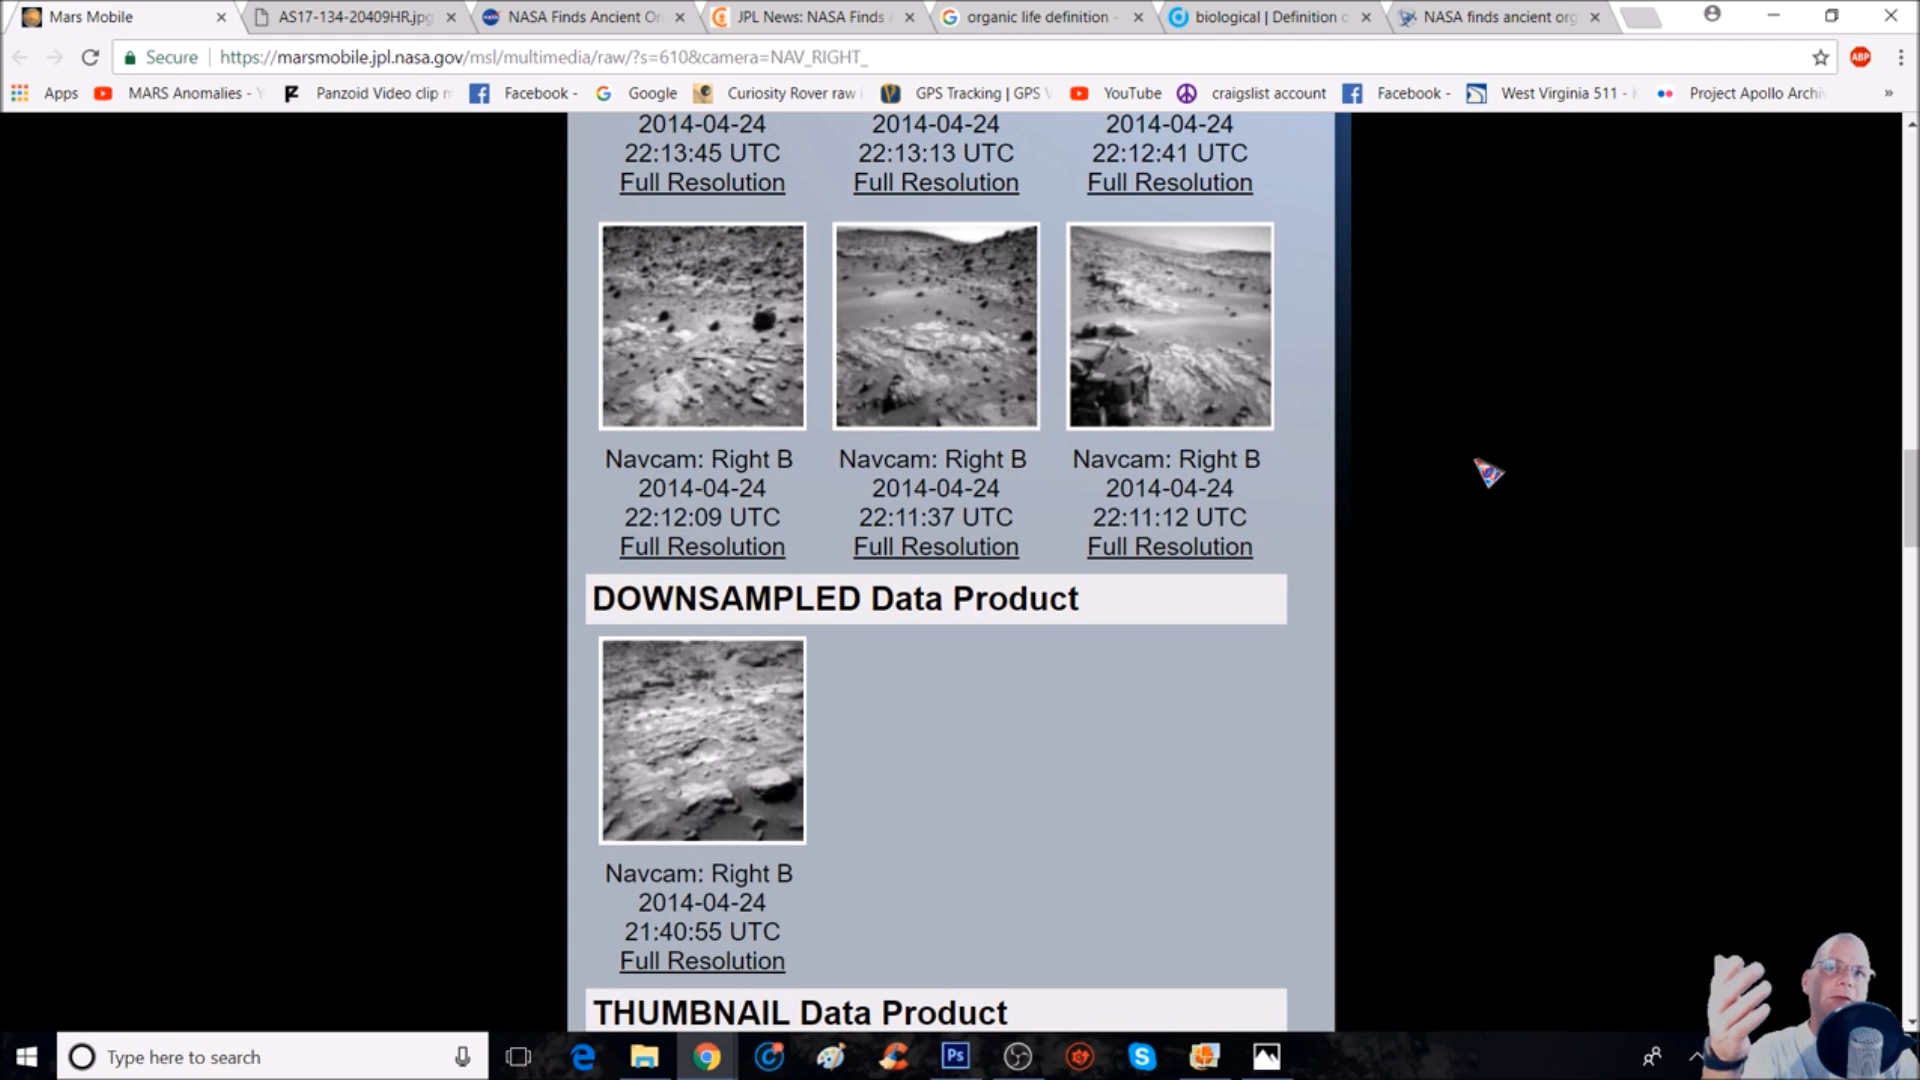 Mars Mobile
AS17-134-20409HR.jpg
NASA Finds Ancient Or
JPL News: NASA Finds
organic life definition -
biological | Definition
NASA finds ancient org
Secure
https://marsmobile.jpl.nasa.gov/msl/multimedia/raw/?s=610&camera=NAV_RIGHT_
ABP
Apps
MARS Anomalies -
Panzoid Video clip
Facebook -
Google
Curiosity Rover raw
GPS Tracking | GPS
YouTube
craigslist account
Facebook -
West Virginia 511 -
Project Apollo
»
2014-04-24 2014-04-24 2014-04-24
22:13:45 UTC 22:13:13 UTC 22:12:41 UTC
Full Resolution Full Resolution Full Resolution
Navcam: Right B Navcam: Right B Navcam: Right B
2014-04-24 2014-04-24 2014-04-24
22:12:09 UTC 22:11:37 UTC 22:11:12 UTC
Full Resolution Full Resolution Full Resolution
DOWNSAMPLED Data Product
Navcam: Right B
2014-04-24
21:40:55 UTC
Full Resolution
THUMBNAIL Data Product
Type here to search
Ps